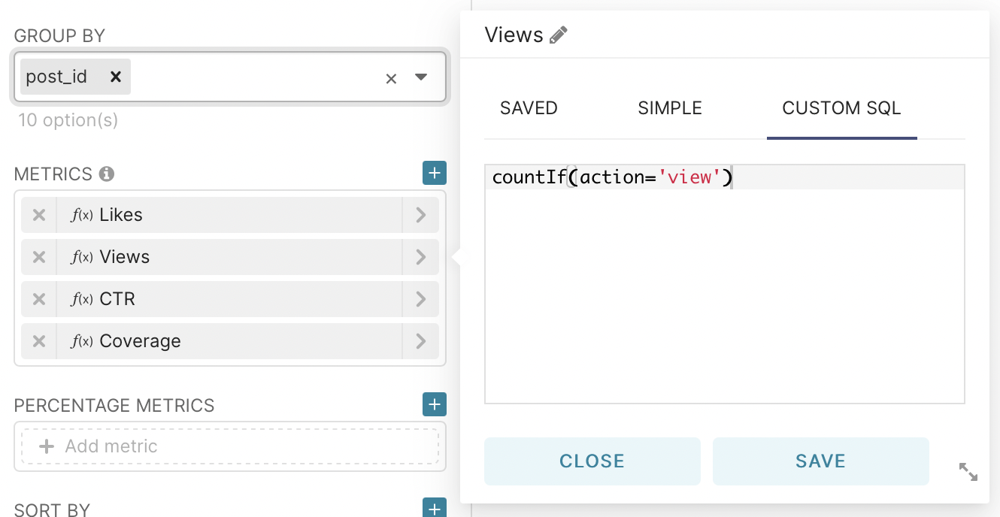 GROUP BY
post_id
10 option(s)
METRICS
f(x) Likes
f(x) Views
f(x) CTR
f(x) Coverage
PERCENTAGE METRICS
Add metric
SORT BY
Views
SAVED SIMPLE CUSTOM SQL
countIf(action='view')
CLOSE SAVE